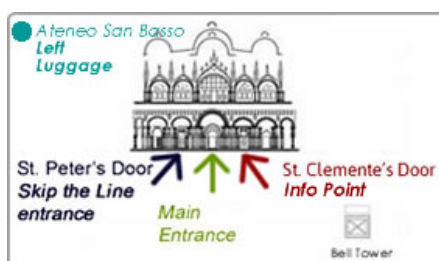 Ateneo San Basso
Left
Luggage
St. Peter's Door
Skip the Line
entrance
Main
Entrance
St. Clemente's Door
Info Point
Bell Tower